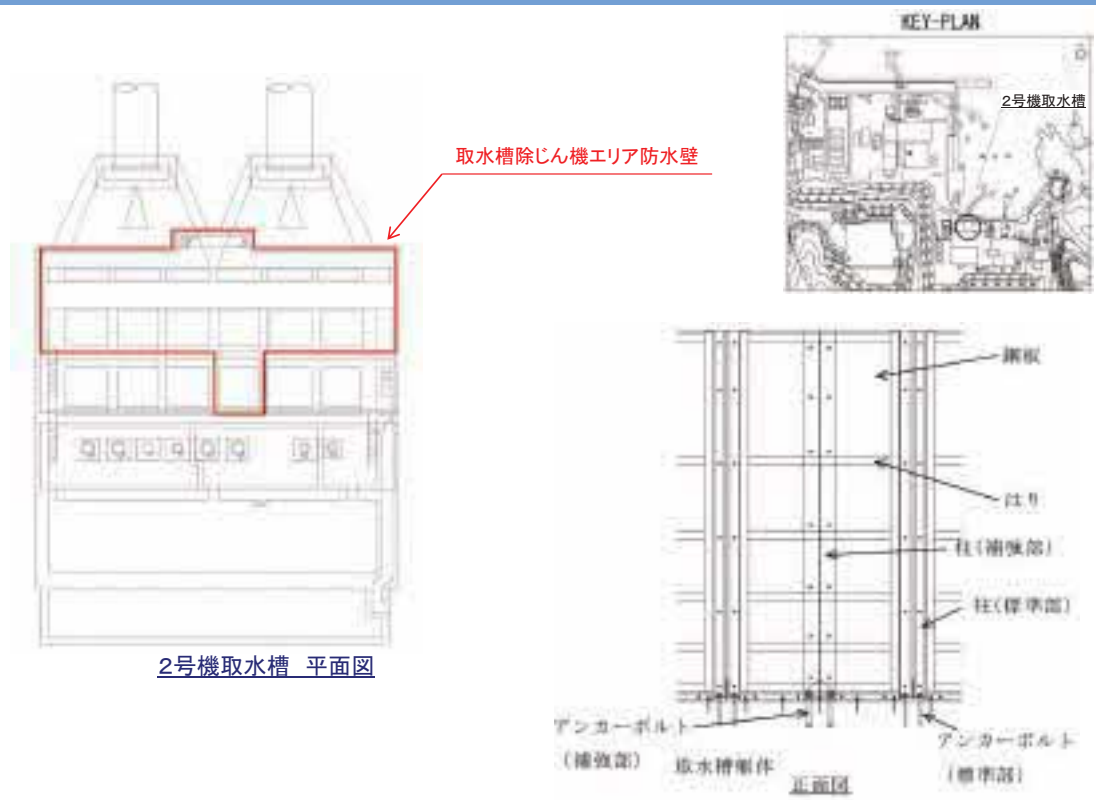 KEY-PLAN
2号機取水槽
取水槽除じん機エリア防水壁
2号機取水槽 平面図
鋼板
はり
柱(補強部)
柱(標準部)
アンカーボルト
(補強部)
取水槽躯体
正面図
アンカーボルト
(標準部)